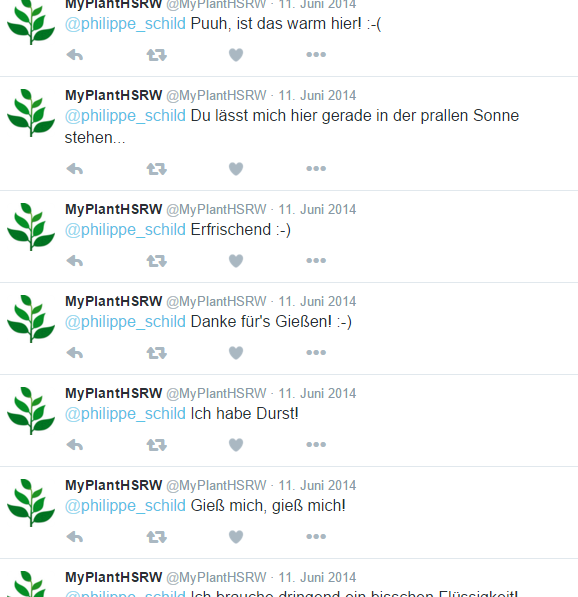 MyPlantHSRW @MyPlantHSRW · 11. Juni 2014
@philippe_schild Puuh, ist das warm hier! :-(
MyPlantHSRW @MyPlantHSRW · 11. Juni 2014
@philippe_schild Du lässt mich hier gerade in der prallen Sonne
stehen...
MyPlantHSRW @MyPlantHSRW · 11. Juni 2014
@philippe_schild Erfrischend :-)
MyPlantHSRW @MyPlantHSRW · 11. Juni 2014
@philippe_schild Danke für's Gießen! :-)
MyPlantHSRW @MyPlantHSRW · 11. Juni 2014
@philippe_schild Ich habe Durst!
MyPlantHSRW @MyPlantHSRW · 11. Juni 2014
@philippe_schild Gieß mich, gieß mich!
MyPlantHSRW @MyPlantHSRW · 11. Juni 2014
@philippe_schild Ich brauche dringend ein bisschen Flüssigkeit!